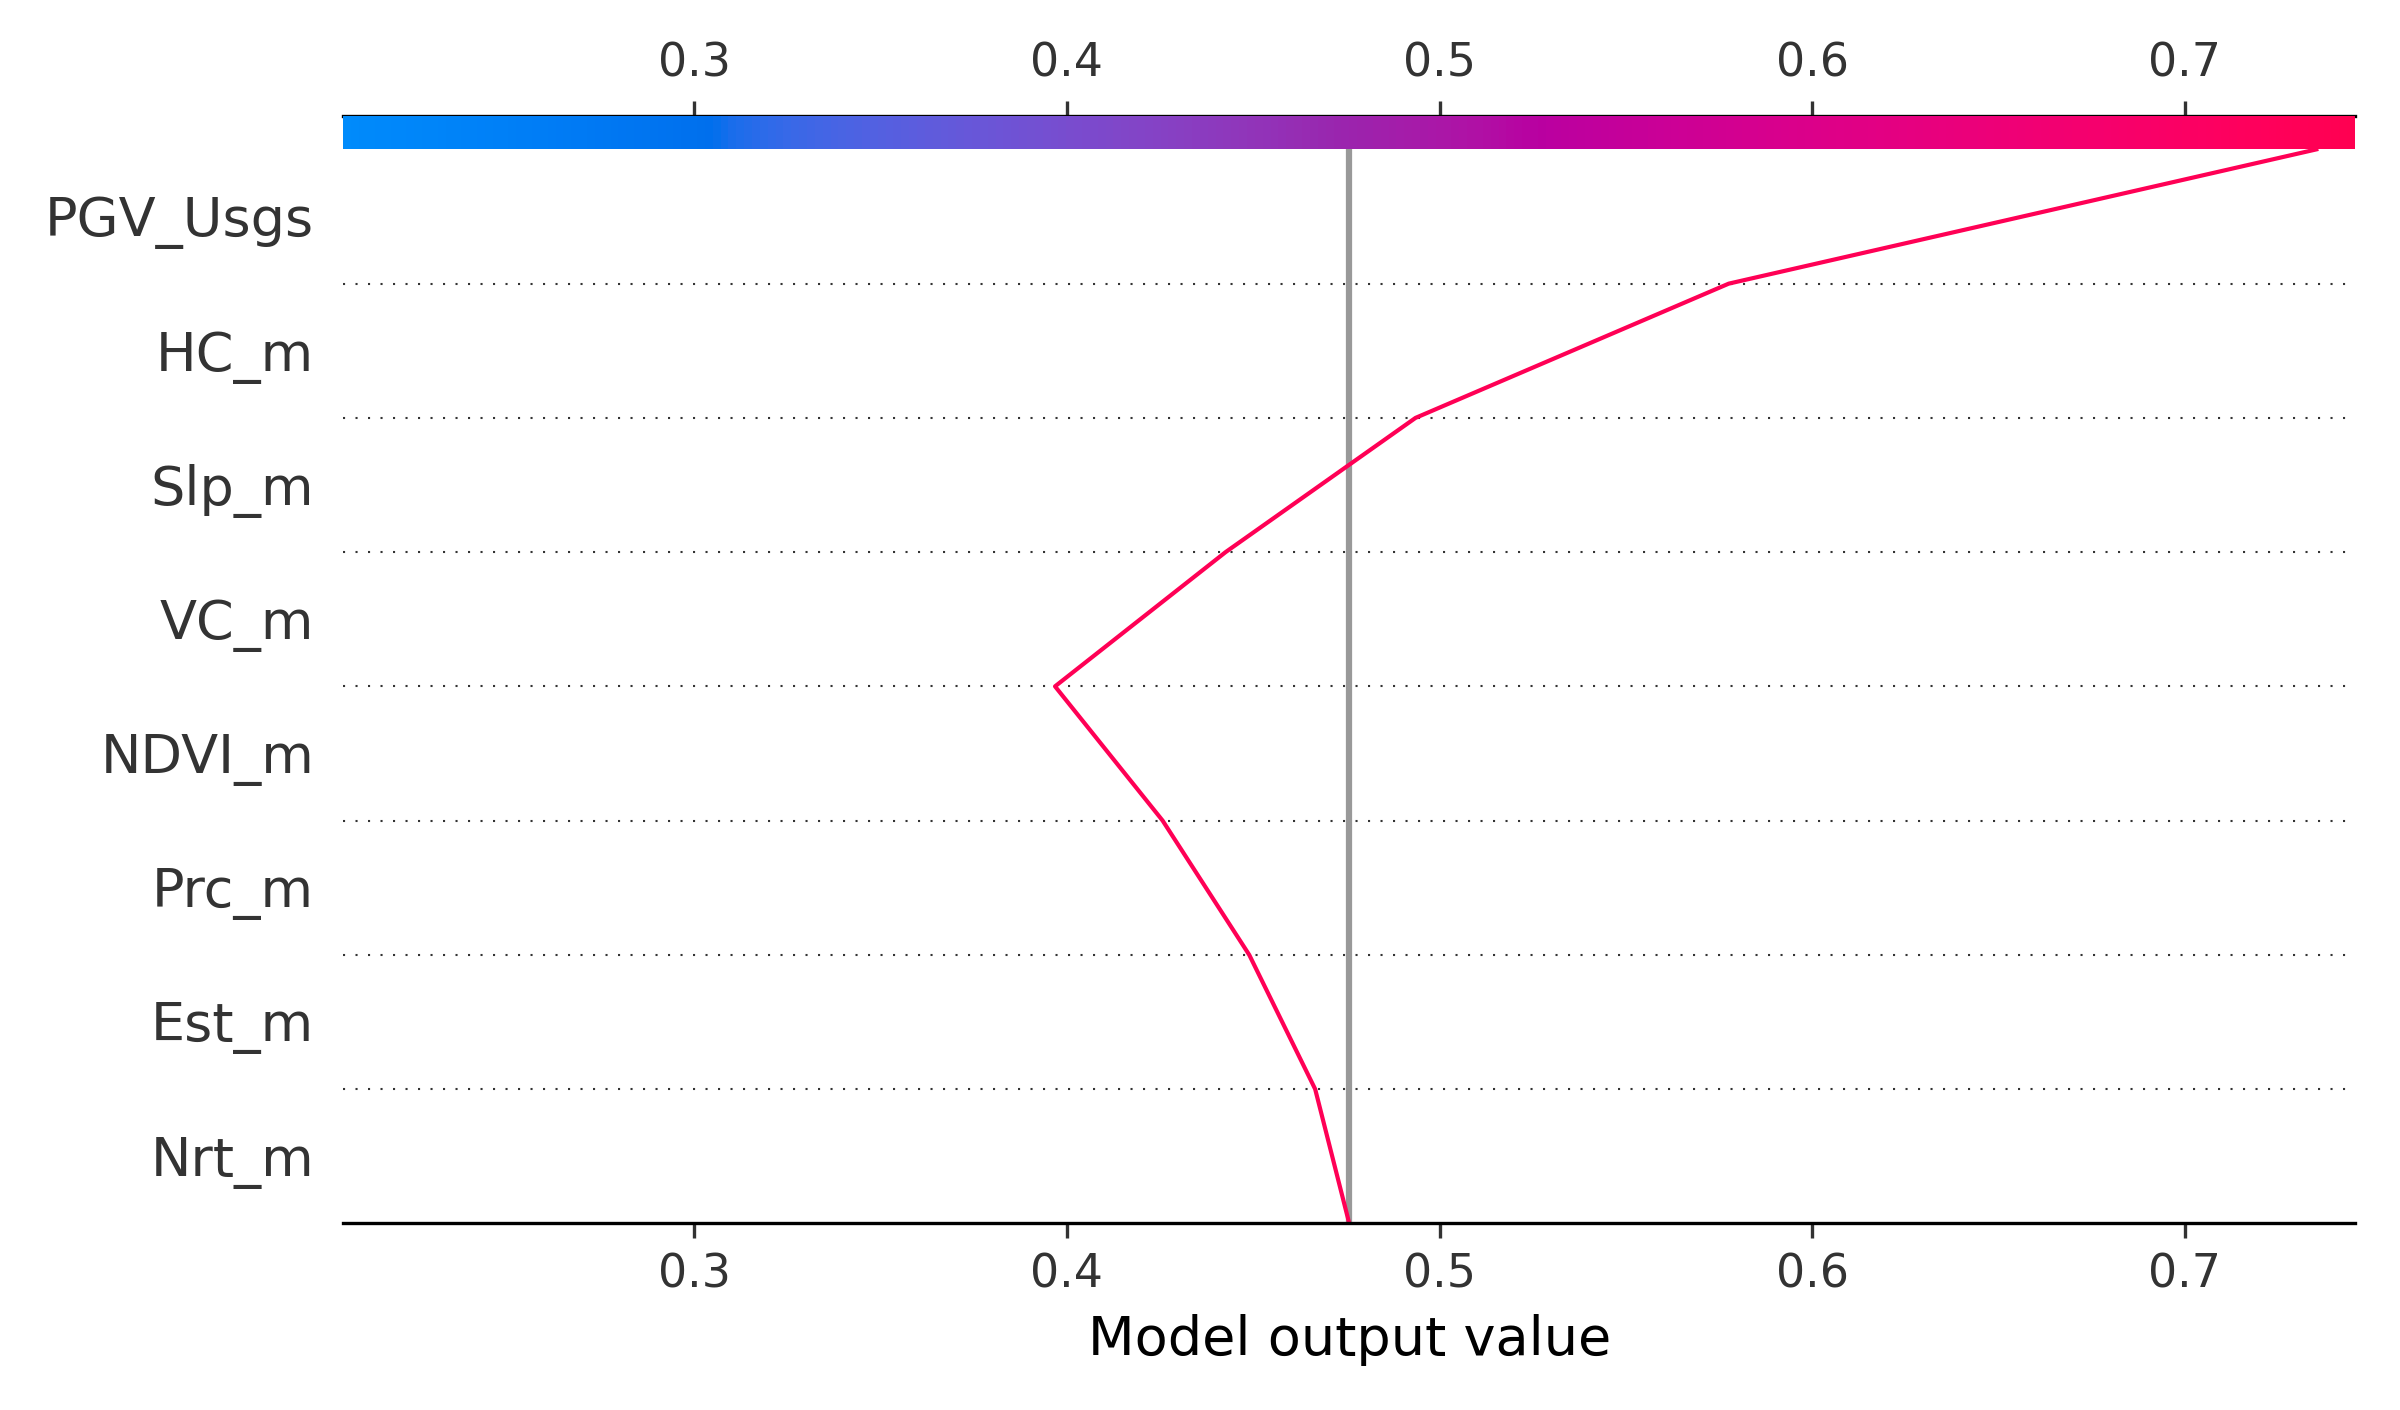 0.3 0.4 0.5 0.6 0.7
PGV_Usgs
HC_m
Slp_m
VC_m
NDVI_m
Prc_m
Est_m
Nrt_m
0.3 0.4 0.5 0.6 0.7
Model output value